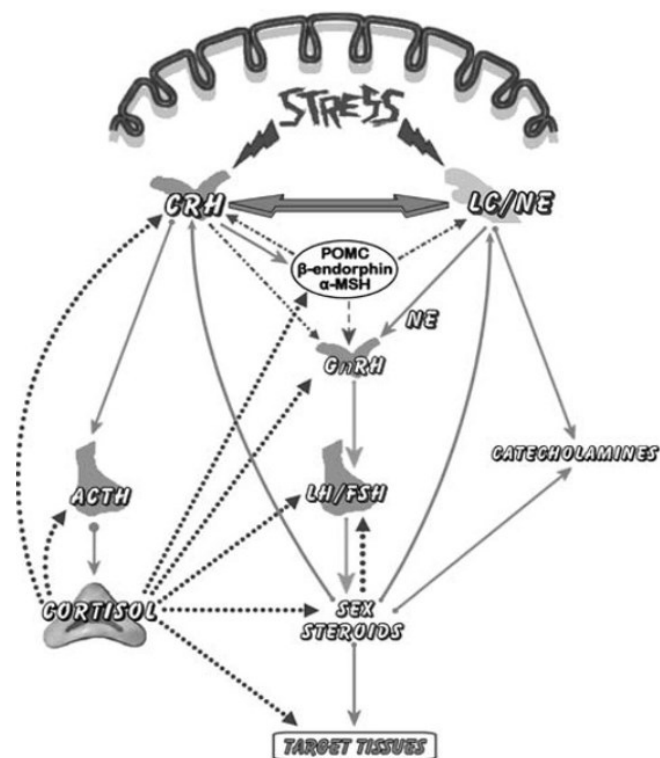 STRESS
CRH
LC/NE
POMC
β-endorphin
α-MSH
NE
GnRH
CATECHOLAMINES
ACTH
LH/FSH
CORTISOL
SEX
STEROIDS
TARGET TISSUES